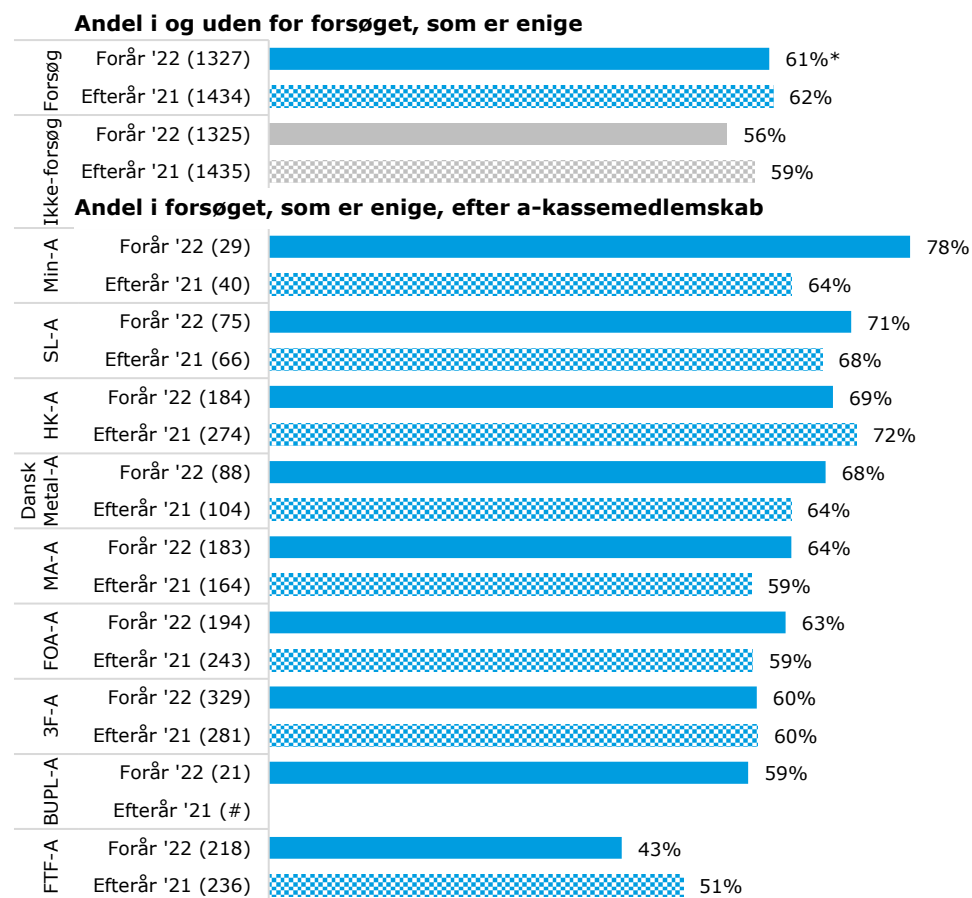 Andel i og uden for forsøget, som er enige
Forsøg
Forår '22 (1327) 61%*
Efterår '21 (1434) 62%
Ikke-forsøg
Forår '22 (1325) 56%
Efterår '21 (1435) 59%
Andel i forsøget, som er enige, efter a-kassemedlemskab
Min-A
Forår '22 (29) 78%
Efterår '21 (40) 64%
SL-A
Forår '22 (75) 71%
Efterår '21 (66) 68%
HK-A
Forår '22 (184) 69%
Efterår '21 (274) 72%
Dansk
Metal-A
Forår '22 (88) 68%
Efterår '21 (104) 64%
MA-A
Forår '22 (183) 64%
Efterår '21 (164) 59%
FOA-A
Forår '22 (194) 63%
Efterår '21 (243) 59%
3F-A
Forår '22 (329) 60%
Efterår '21 (281) 60%
BUPL-A
Forår '22 (21) 59%
Efterår '21 (#)
FTF-A
Forår '22 (218) 43%
Efterår '21 (236) 51%